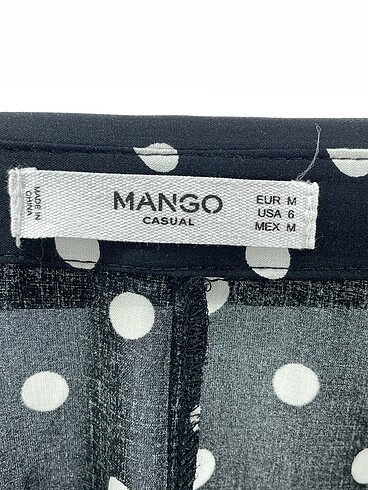 MADE IN
CHINA
MANGO
CASUAL
EUR M
USA 6
MEX M